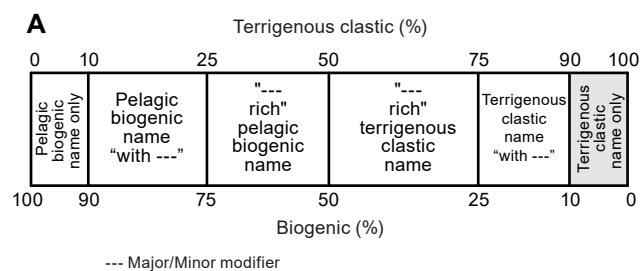 A
Terrigenous clastic (%)
0 10 25 50 75 90 100
Pelagic
biogenic
name only
Pelagic
biogenic
name
“with ---”
"---
rich"
pelagic
biogenic
name
"---
rich"
terrigenous
clastic
name
Terrigenous
clastic
name
“with ---”
Terrigenous
clastic
name only
100 90 75 50 25 10 0
Biogenic (%)
--- Major/Minor modifier